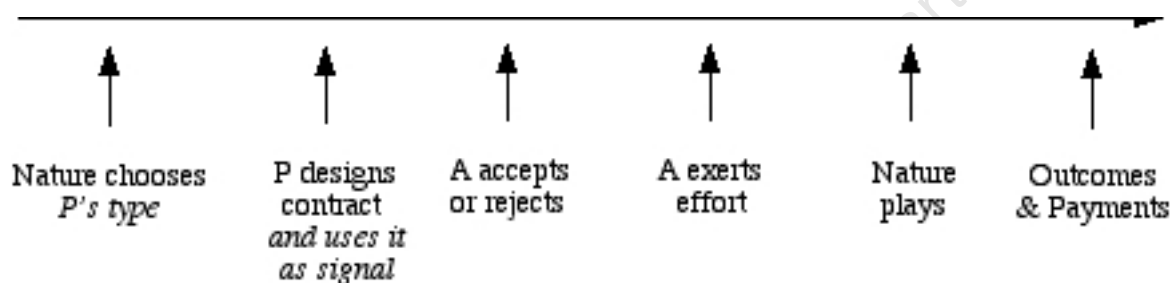 Nature chooses
P's type
P designs
contract
and uses it
as signal
A accepts
or rejects
A exerts
effort
Nature
plays
Outcomes
& Payments